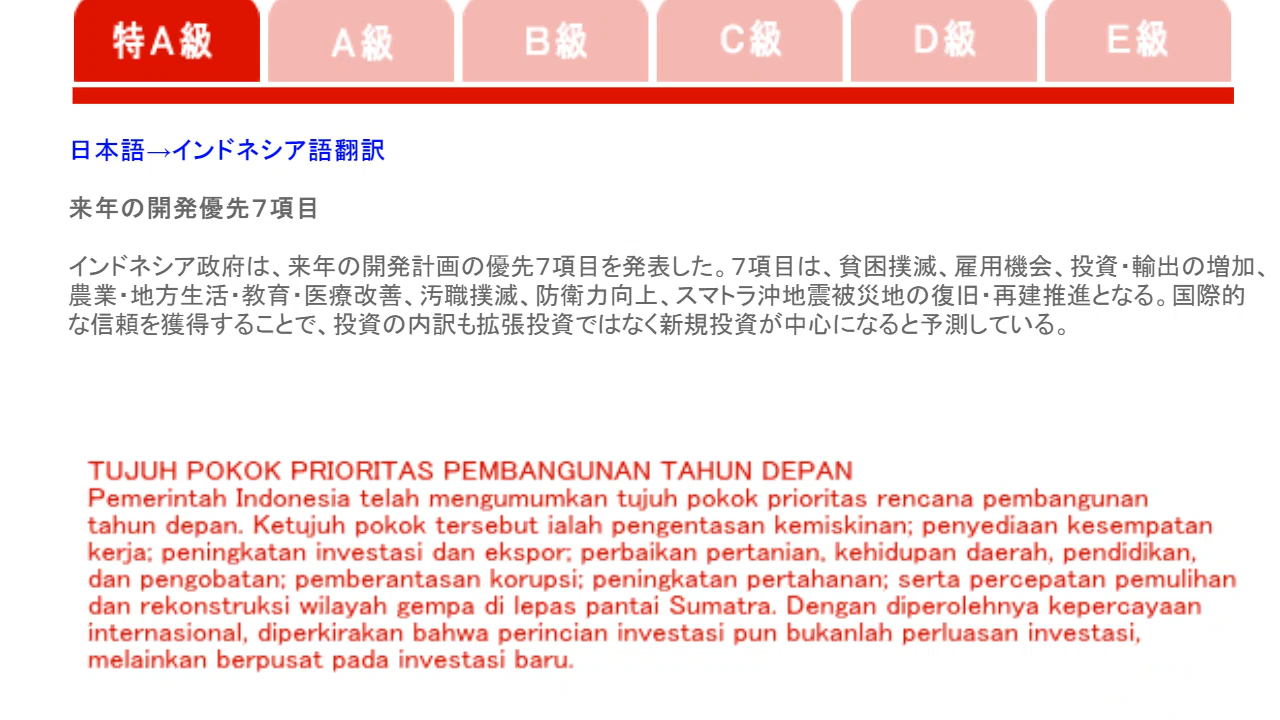 特A級 A級 B級 C級 D級 E級
日本語→インドネシア語翻訳
来年の開発優先7項目
インドネシア政府は、来年の開発計画の優先7項目を発表した。7項目は、貧困撲滅、雇用機会、投資・輸出の増加、
農業・地方生活・教育・医療改善、汚職撲滅、防衛力向上、スマトラ沖地震被災地の復旧・再建推進となる。国際的
な信頼を獲得することで、投資の内訳も拡張投資ではなく新規投資が中心になると予測している。
TUJUH POKOK PRIORITAS PEMBANGUNAN TAHUN DEPAN
Pemerintah Indonesia telah mengumumkan tujuh pokok prioritas rencana pembangunan
tahun depan. Ketujuh pokok tersebut ialah pengentasan kemiskinan; penyediaan kesempatan
kerja; peningkatan investasi dan ekspor; perbaikan pertanian, kehidupan daerah, pendidikan,
dan pengobatan; pemberantasan korupsi; peningkatan pertahanan; serta percepatan pemulihan
dan rekonstruksi wilayah gempa di lepas pantai Sumatra. Dengan diperolehnya kepercayaan
internasional, diperkirakan bahwa perincian investasi pun bukanlah perluasan investasi,
melainkan berpusat pada investasi baru.